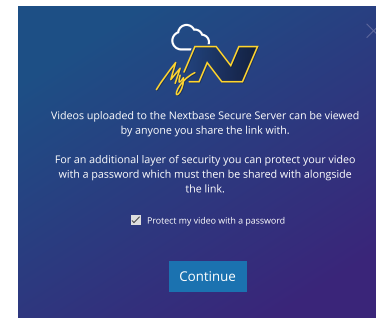 My N
Videos uploaded to the Nextbase Secure Server can be viewed
by anyone you share the link with.
For an additional layer of security you can protect your video
with a password which must then be shared with alongside
the link.
Protect my video with a password
Continue